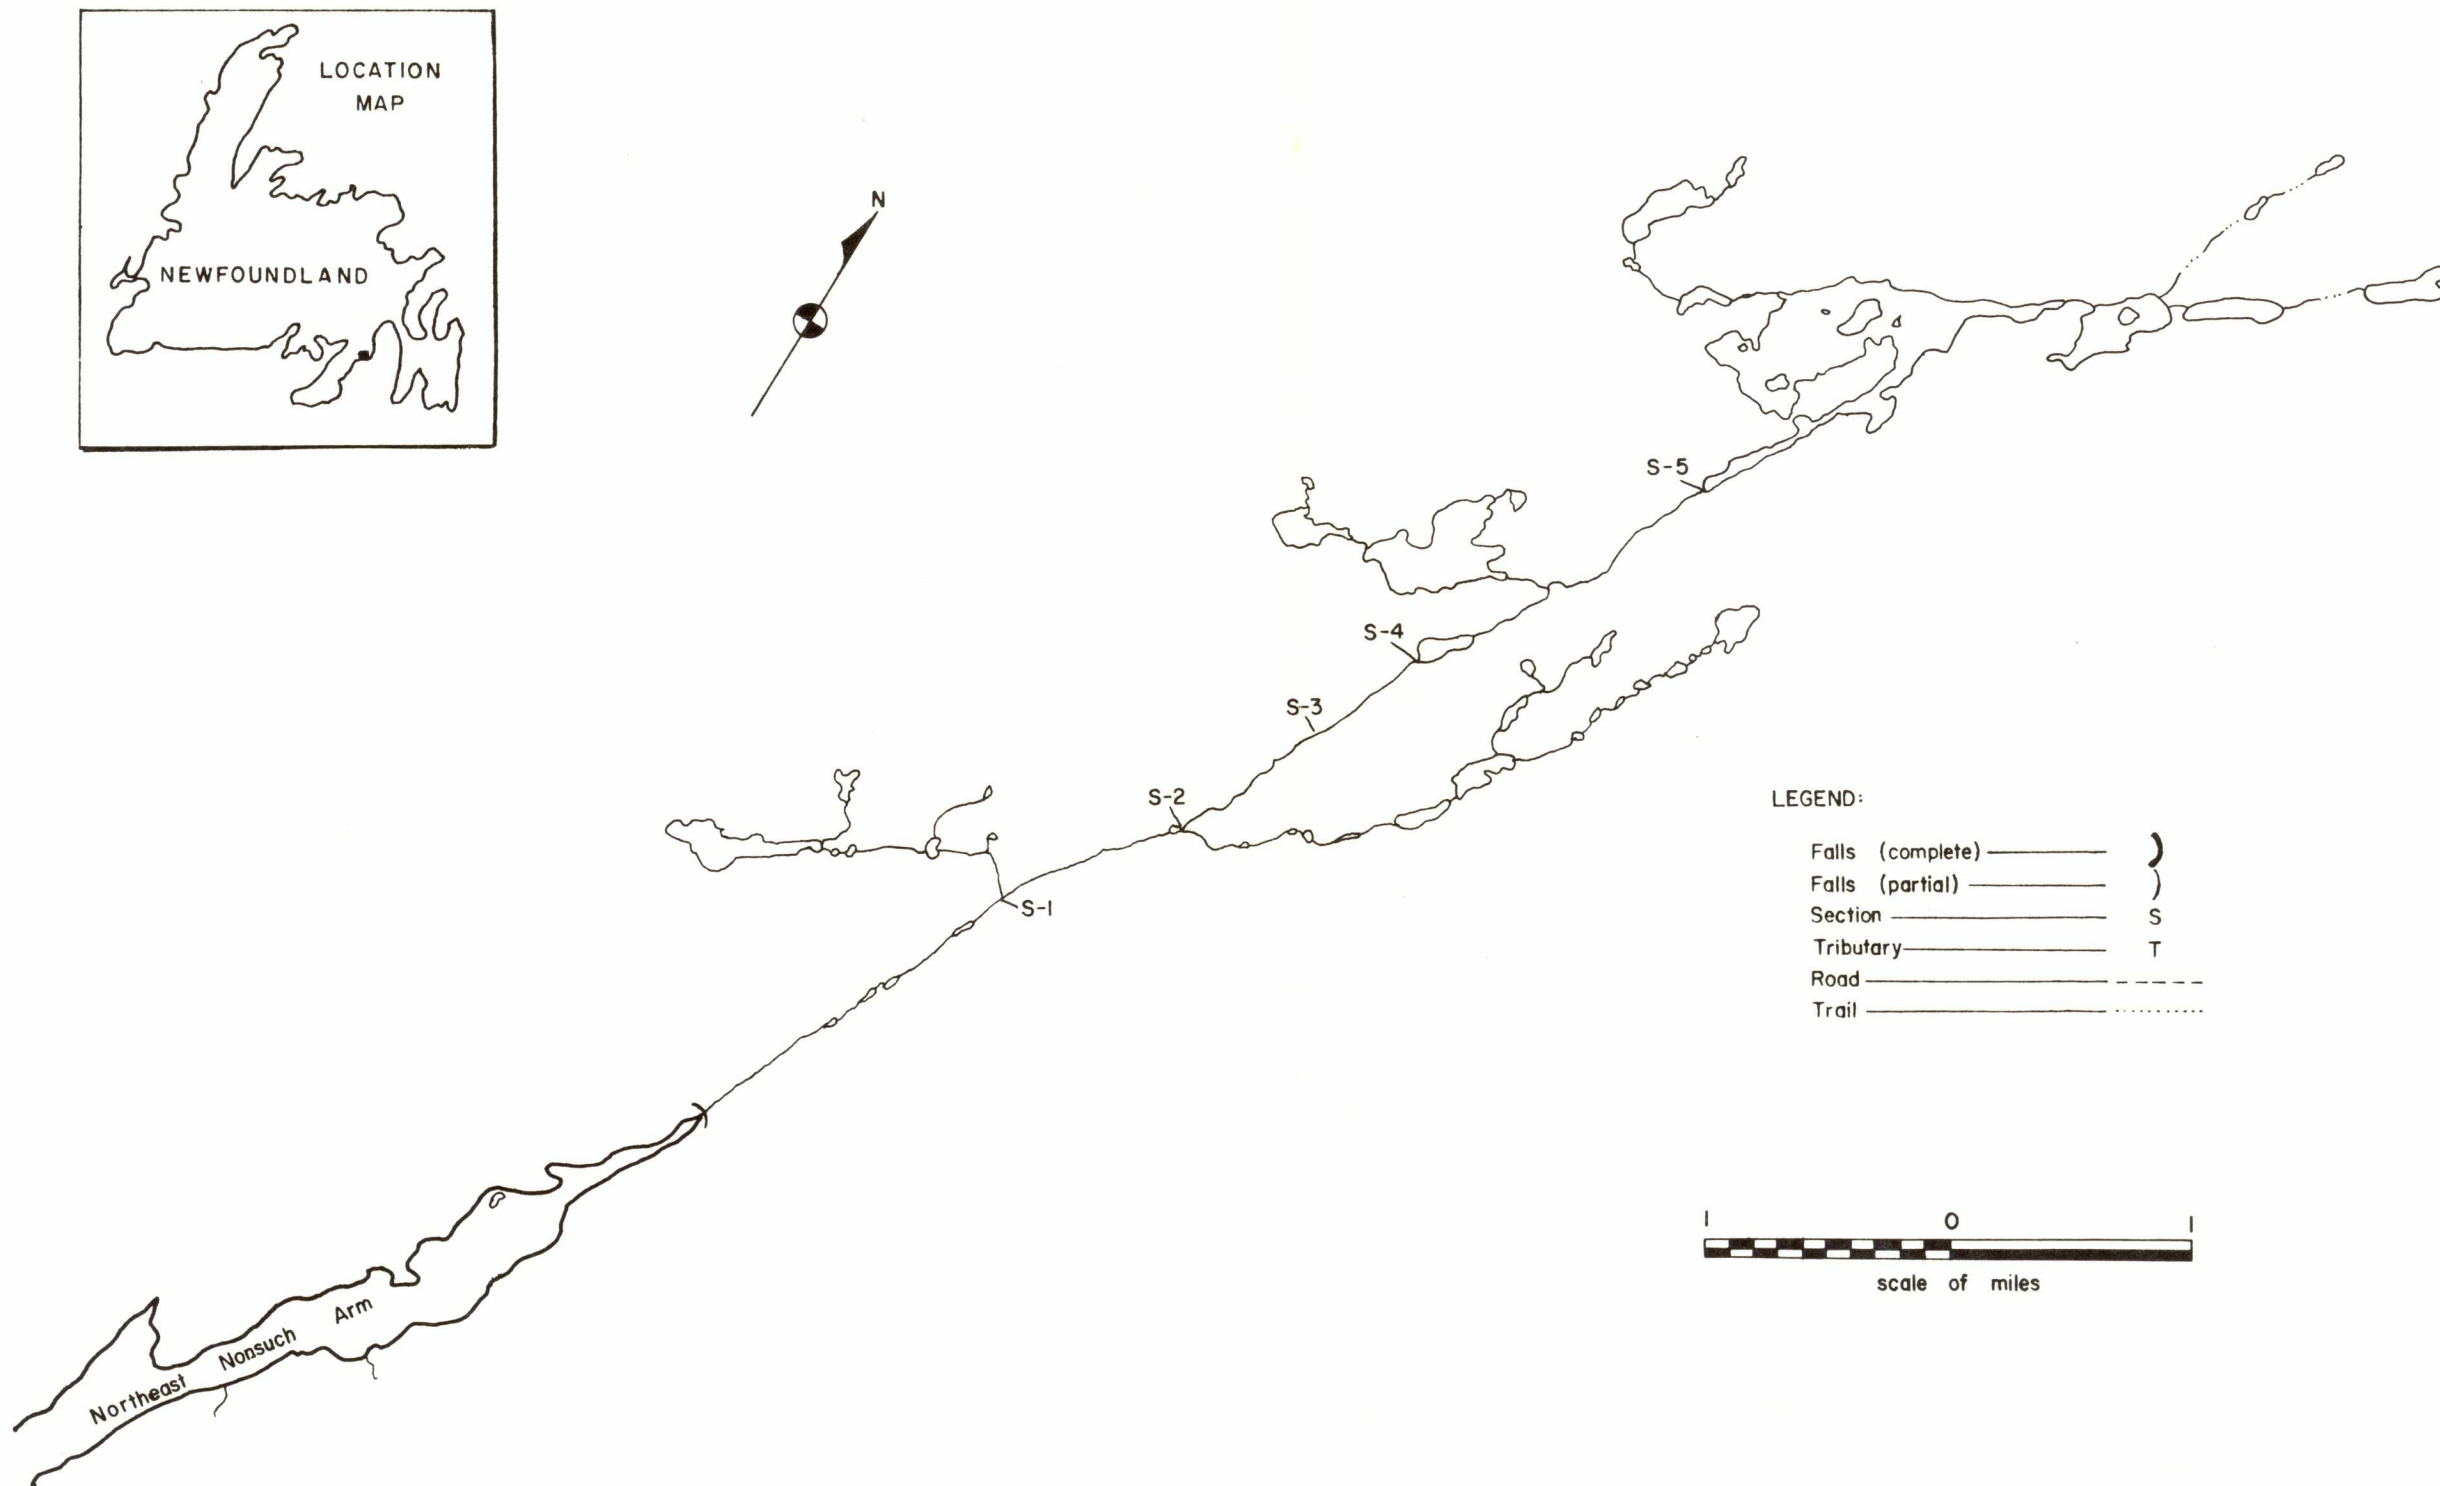 LOCATION
MAP
NEWFOUNDLAND
N
S-5
S-4
S-3
S-2
S-1
LEGEND:
Falls (complete) )
Falls (partial) )
Section S
Tributary T
Road
Trail
1 0 1
scale of miles
Northeast Nonsuch Arm